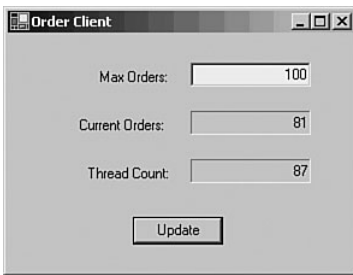 Order Client
Max Orders: 100
Current Orders: 81
Thread Count: 87
Update